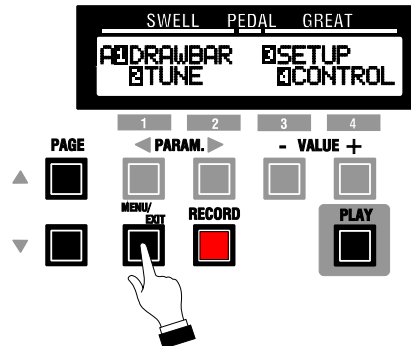 SWELL PEDAL GREAT
A1DRAWBAR 3SETUP
2TUNE 4CONTROL
1 2 3 4
PAGE ◀ PARAM. ▶ - VALUE +
MENU/
EXIT RECORD PLAY